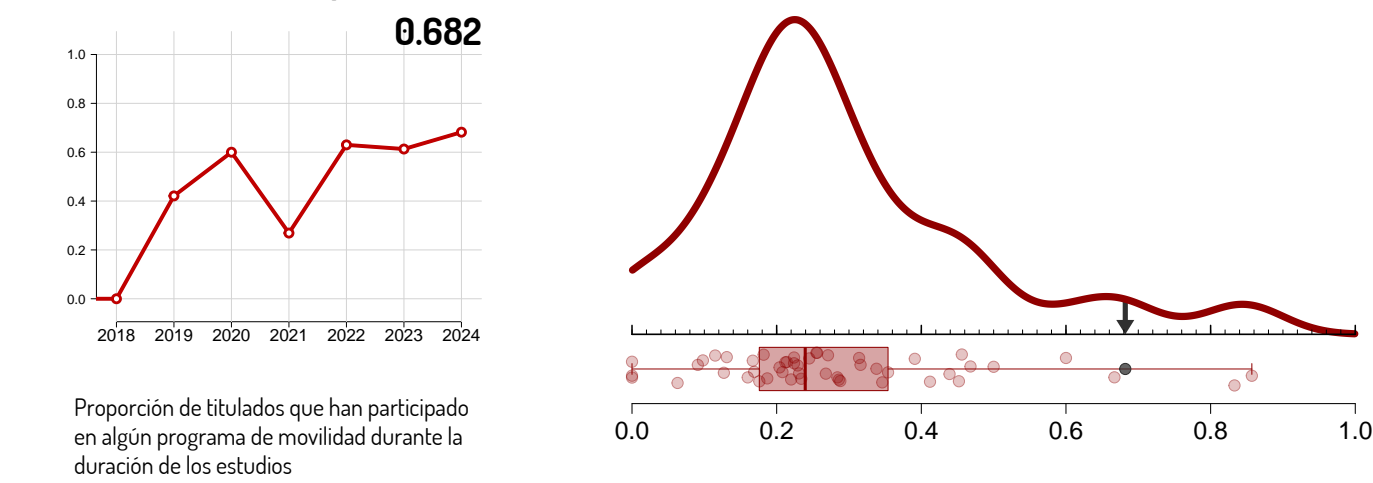 0.682
1.0
0.8
0.6
0.4
0.2
0.0
2018 2019 2020 2021 2022 2023 2024
Proporción de titulados que han participado
en algún programa de movilidad durante la
duración de los estudios
0.0 0.2 0.4 0.6 0.8 1.0